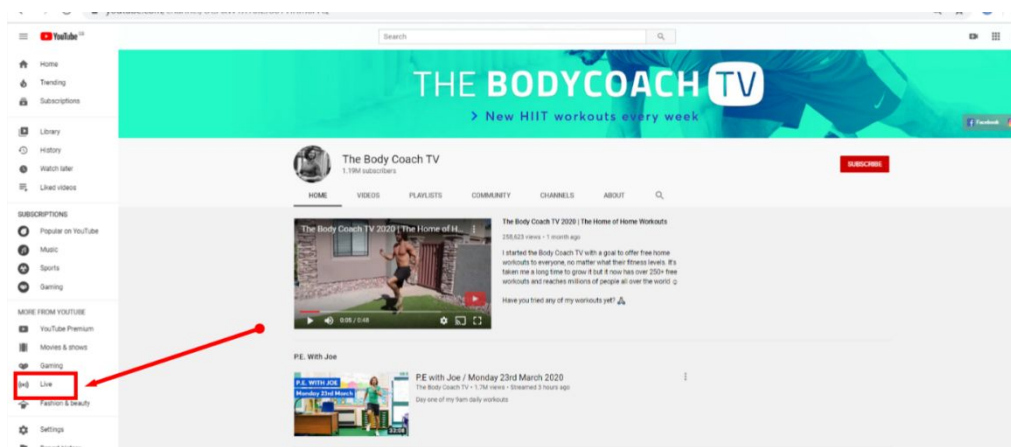 YouTube
Search
Home
Trending
Subscriptions
Library
History
Watch later
Liked videos
SUBSCRIPTIONS
Popular on YouTube
Music
Sports
Gaming
MORE FROM YOUTUBE
YouTube Premium
Movies & shows
Gaming
Live
Fashion & beauty
Settings
THE BODYCOACH TV
> New HIIT workouts every week
Facebook
The Body Coach TV
1.19M subscribers
SUBSCRIBE
HOME VIDEOS PLAYLISTS COMMUNITY CHANNELS ABOUT
The Body Coach TV 2020 | The Home of H...
0:05 / 0:48
The Body Coach TV 2020 | The Home of Home Workouts
258,623 views • 1 month ago
I started the Body Coach TV with a goal to offer free home
workouts to everyone, no matter what their fitness levels. It's
taken me a long time to grow it but it now has over 250+ free
workouts and reaches millions of people all over the world
Have you tried any of my workouts yet?
P.E. With Joe
P.E. WITH JOE
Monday 23rd
March
23:08
P.E with Joe / Monday 23rd March 2020
The Body Coach TV • 1.7M views • Streamed 3 hours ago
Day one of my 9am daily workouts